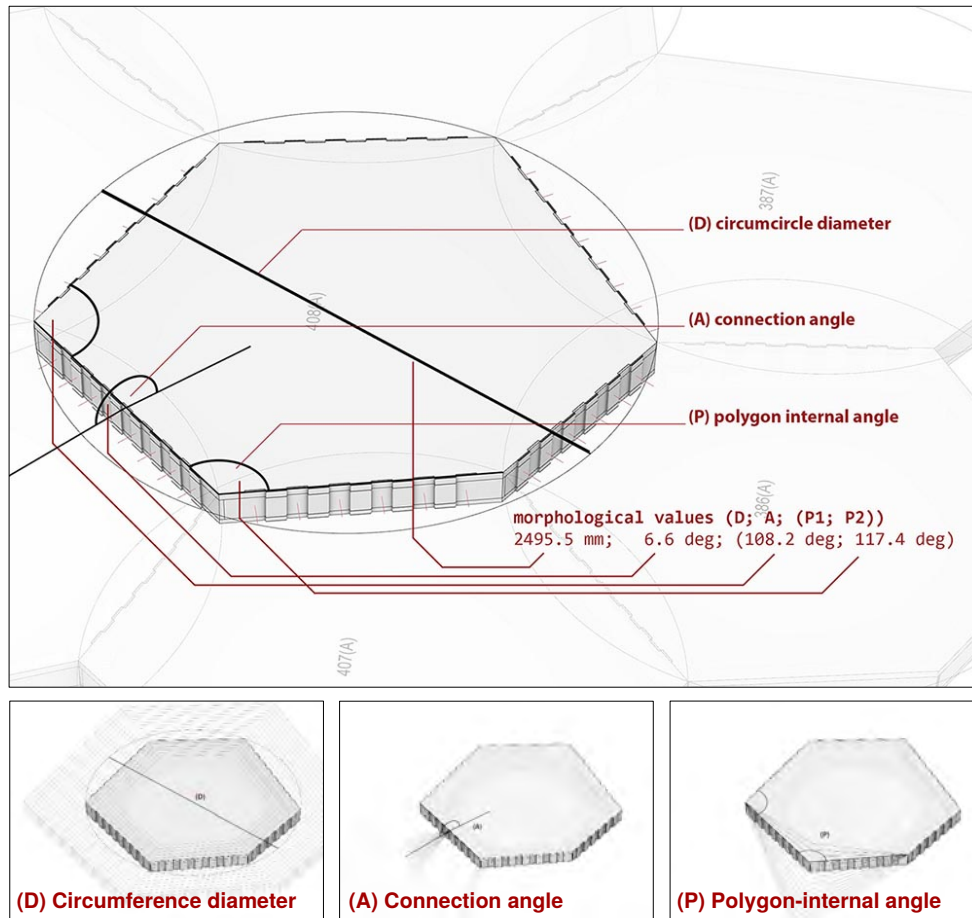 387(A)
(D) circumcircle diameter
408(A)
(A) connection angle
(P) polygon internal angle
386(A)
morphological values (D; A; (P1; P2))
2495.5 mm; 6.6 deg; (108.2 deg; 117.4 deg)
407(A)
(D)
(A)
(P)
(D) Circumference diameter
(A) Connection angle
(P) Polygon-internal angle